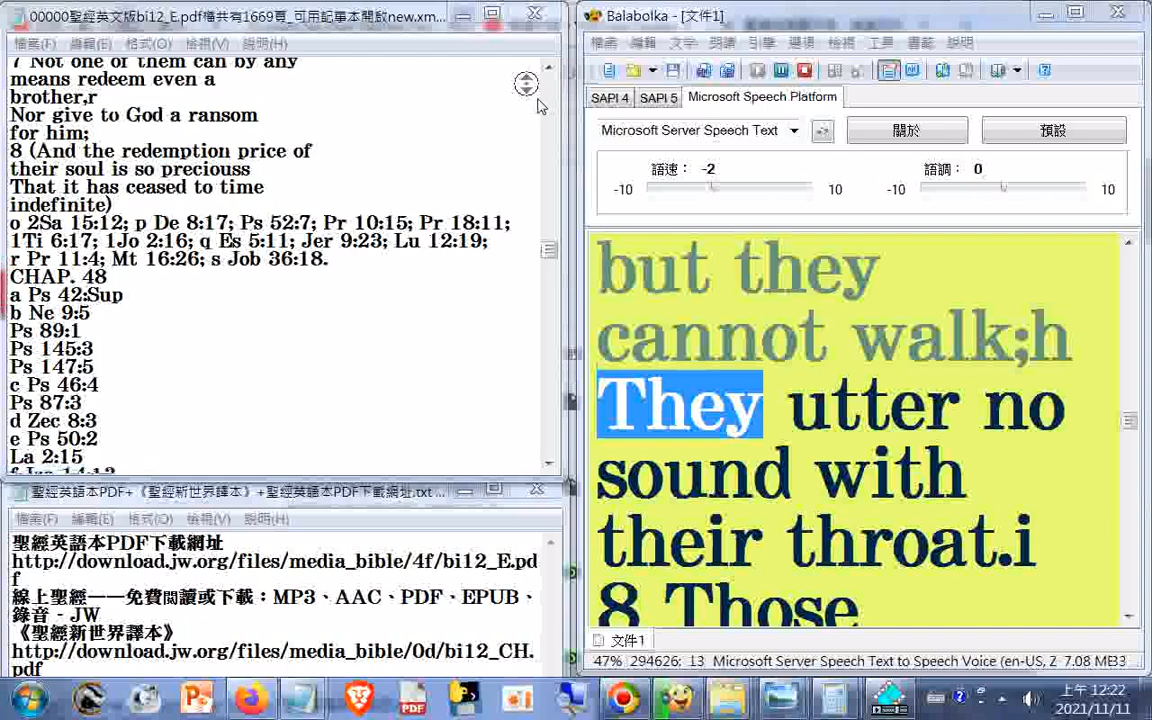 00000聖經英文版bi12_E.pdf檔共有1669頁_可用記事本開啟new.xm...
檔案(F) 編輯(E) 格式(O) 檢視(V) 說明(H)
7 Not one of them can by any
means redeem even a
brother,r
Nor give to God a ransom
for him;
8 (And the redemption price of
their soul is so preciouss
That it has ceased to time
indefinite)
o 2Sa 15:12; p De 8:17; Ps 52:7; Pr 10:15; Pr 18:11;
1Ti 6:17; 1Jo 2:16; q Es 5:11; Jer 9:23; Lu 12:19;
r Pr 11:4; Mt 16:26; s Job 36:18.
CHAP. 48
a Ps 42:Sup
b Ne 9:5
Ps 89:1
Ps 145:3
Ps 147:5
c Ps 46:4
Ps 87:3
d Zec 8:3
e Ps 50:2
La 2:15
聖經英語本PDF+《聖經新世界譯本》+聖經英語本PDF下載網址.txt ...
檔案(F) 編輯(E) 格式(O) 檢視(V) 說明(H)
聖經英語本PDF下載網址
http://download.jw.org/files/media_bible/4f/bi12_E.pd
f
線上聖經——免費閱讀或下載：MP3、AAC、PDF、EPUB、
錄音 - JW
《聖經新世界譯本》
http://download.jw.org/files/media_bible/0d/bi12_CH.
pdf
Balabolka - [文件1]
檔案 編輯 文字 朗讀 引擎 選項 檢視 工具 書籤 說明
SAPI 4 SAPI 5 Microsoft Speech Platform
Microsoft Server Speech Text 關於 預設
語速： -2 語調： 0
-10 10 -10 10
but they
cannot walk;h
They utter no
sound with
their throat.i
8 Those
文件1
47% 294626: 13 Microsoft Server Speech Text to Speech Voice (en-US, Z 7.08 MB
上午 12:22
2021/11/11